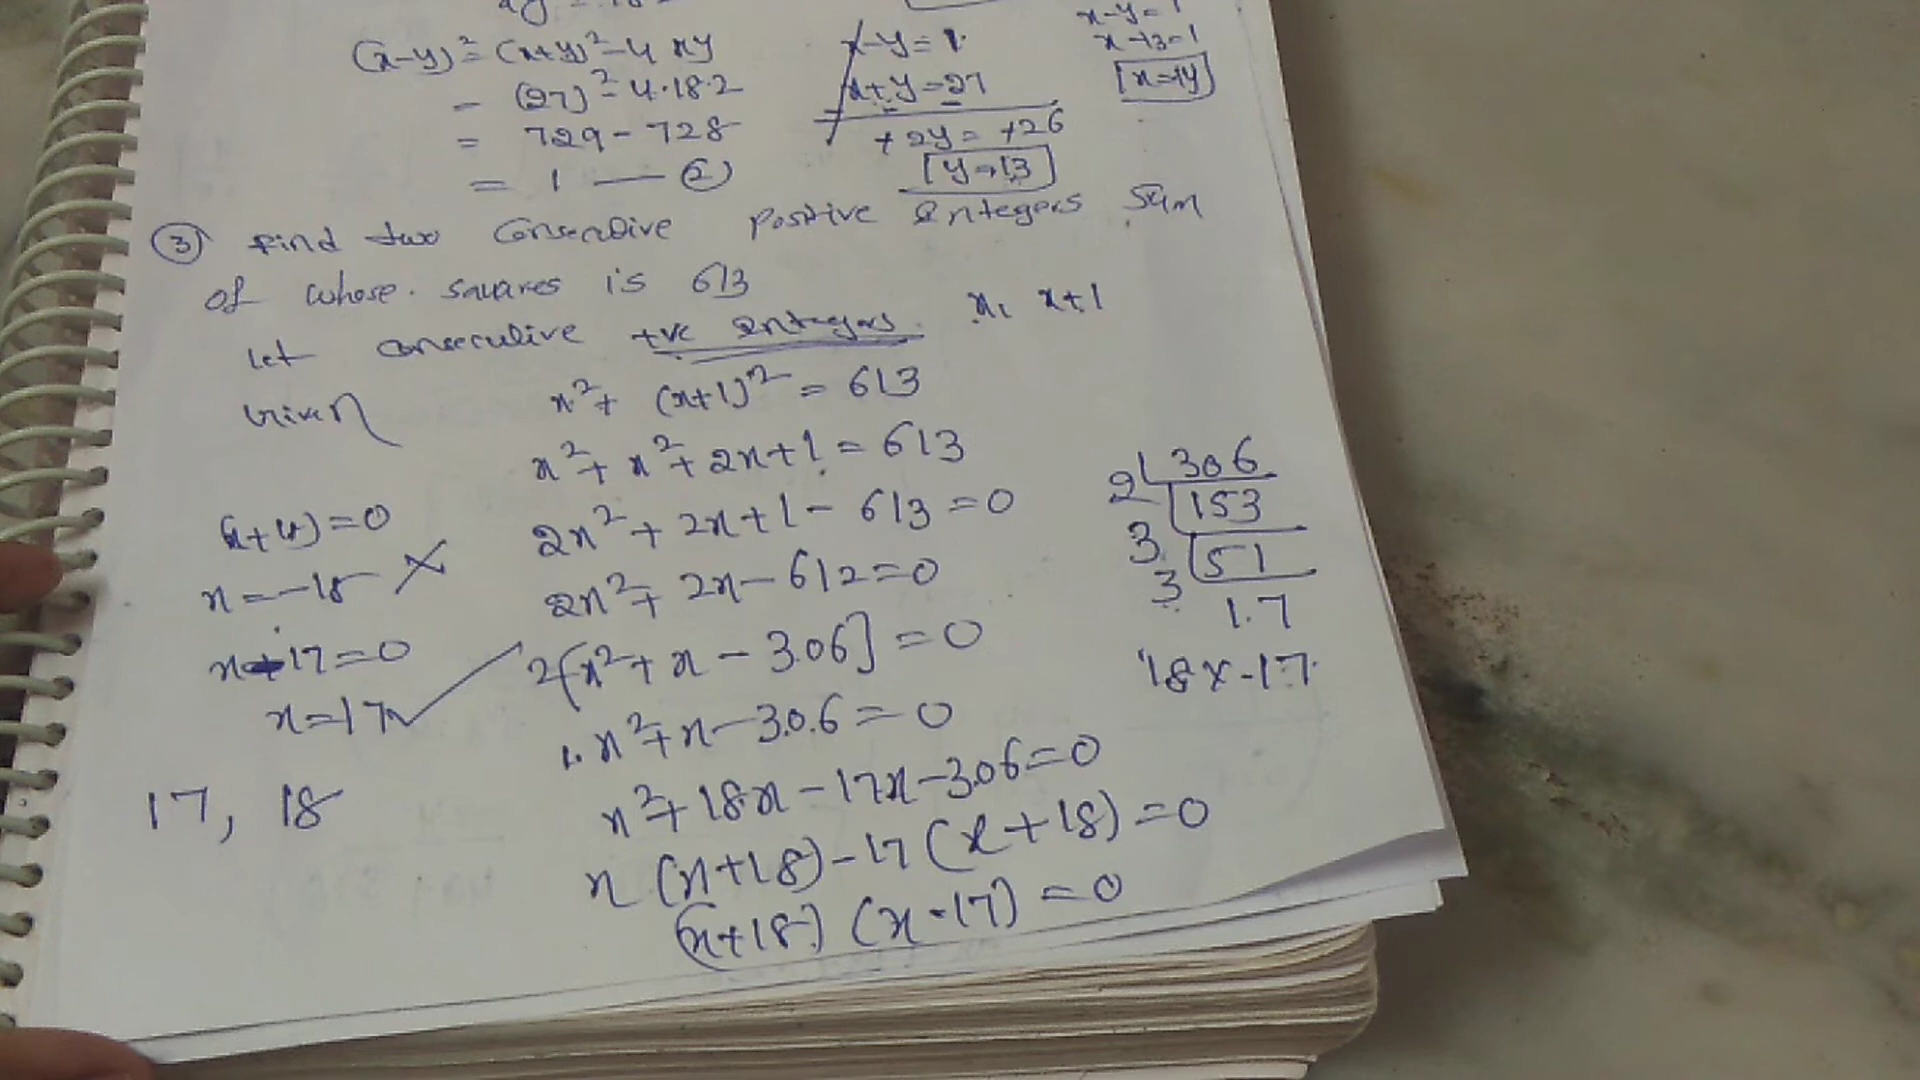 (x-y)² = (x+y)² - 4 xy
= (27)² - 4·182
= 729 - 728
= 1 — ②
x-y = 1
x+y = 27
+2y = +26
y=13
x-y = 1
x-13=1
x=14
③ Find two Consecutive positive Integers Sum
of whose squares is 613
Let consecutive +ve Integers x, x+1
Given x² + (x+1)² = 613
x² + x² + 2x+1 = 613
2x² + 2x+1 - 613 = 0
2x² + 2x - 612 = 0
2[x² + x - 306] = 0
x² + x - 306 = 0
x² + 18x - 17x - 306 = 0
x (x+18) - 17 (x+18) = 0
(x+18) (x-17) = 0
x = -18 ×
x-17=0
x=17 ✓
17, 18
2 | 306
3 | 153
3 | 51
17
18 x -17